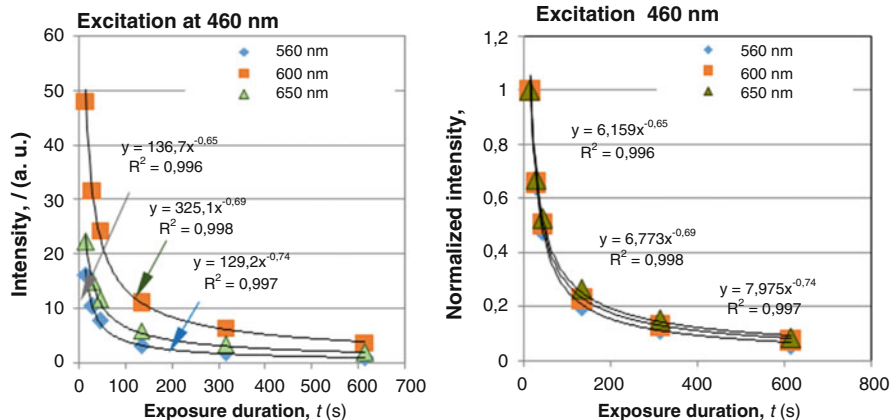 Excitation at 460 nm
60
50
40
30
20
10
0
Intensity, I (a. u.)
560 nm
600 nm
650 nm
y = 136,7x^-0,65
R² = 0,996
y = 325,1x^-0,69
R² = 0,998
y = 129,2x^-0,74
R² = 0,997
0 100 200 300 400 500 600 700
Exposure duration, t (s)
Excitation 460 nm
1,2
1
0,8
0,6
0,4
0,2
0
Normalized intensity,
560 nm
600 nm
650 nm
y = 6,159x^-0,65
R² = 0,996
y = 6,773x^-0,69
R² = 0,998
y = 7,975x^-0,74
R² = 0,997
0 200 400 600 800
Exposure duration, t (s)